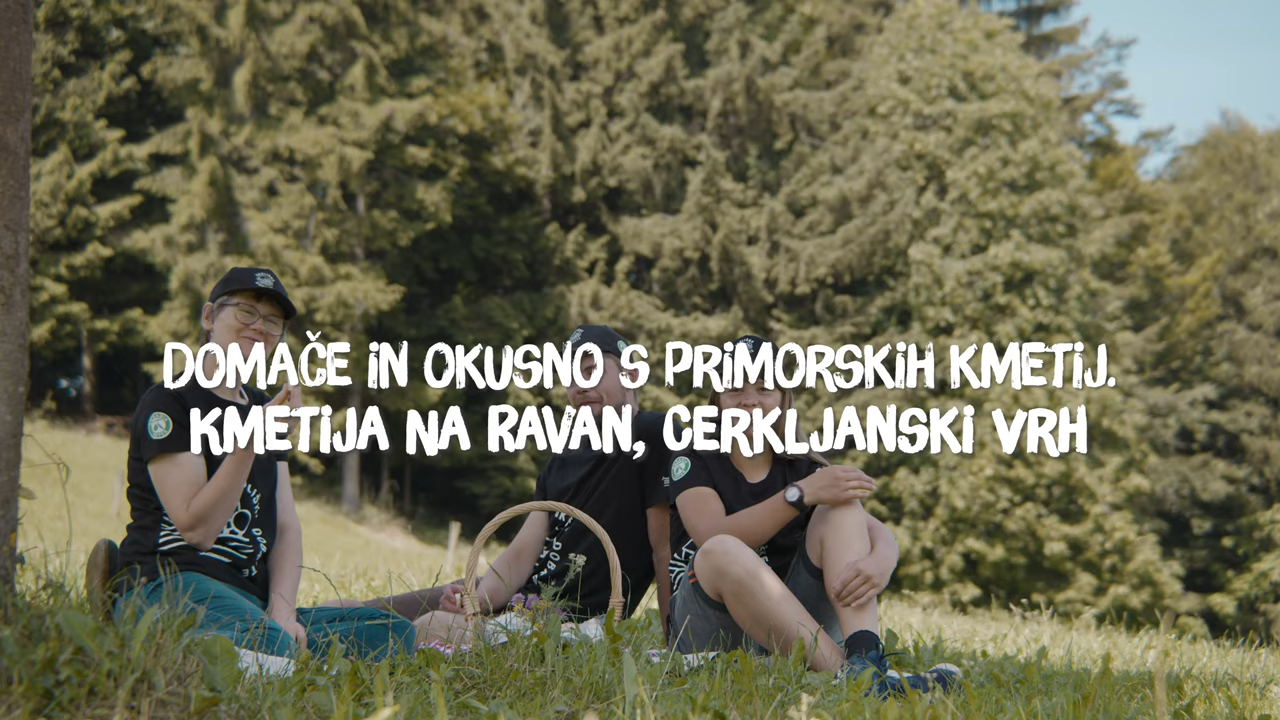 DOMAČE IN OKUSNO S PRIMORSKIH KMETIJ.
KMETIJA NA RAVAN, CERKLJANSKI VRH